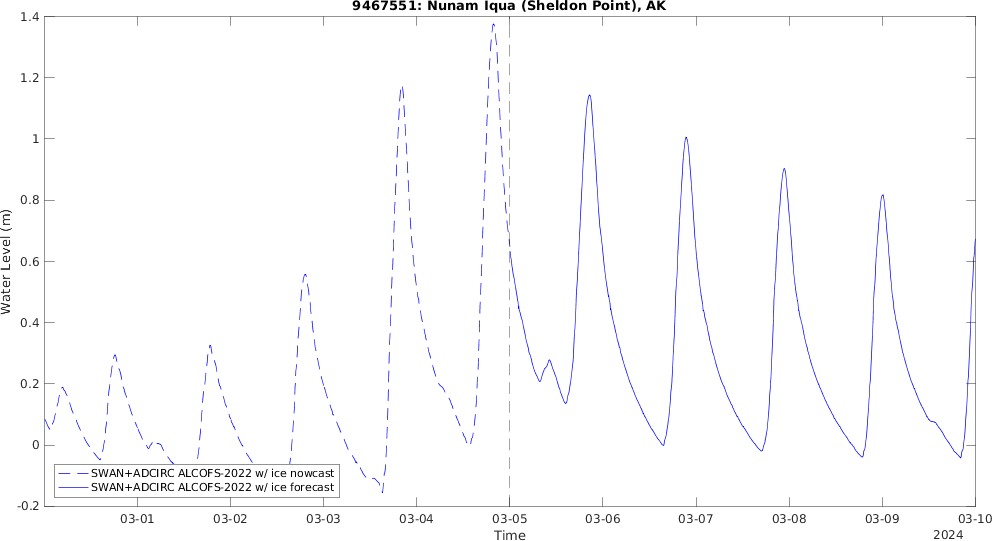 9467551: Nunam Iqua (Sheldon Point), AK
1.4
1.2
1
0.8
0.6
0.4
0.2
0
-0.2
Water Level (m)
SWAN+ADCIRC ALCOFS-2022 w/ ice nowcast
SWAN+ADCIRC ALCOFS-2022 w/ ice forecast
03-01 03-02 03-03 03-04 03-05 03-06 03-07 03-08 03-09 03-10
Time
2024